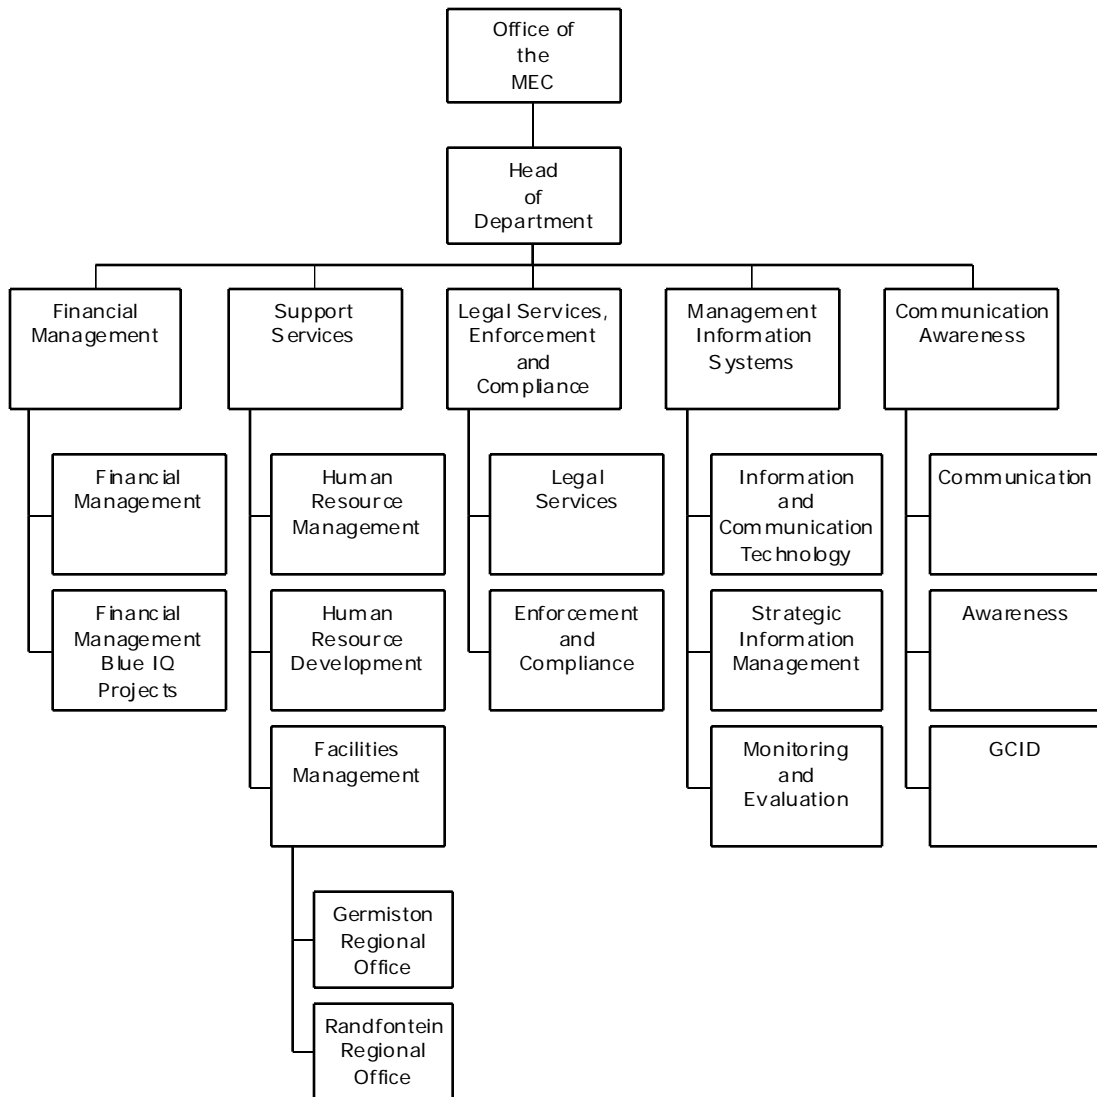 Office of
the
MEC
Head
of
Department
Financial
Management
Support
Services
Legal Services,
Enforcement
and
Compliance
Management
Information
Systems
Communication
Awareness
Financial
Management
Human
Resource
Management
Legal
Services
Information
and
Communication
Technology
Communication
Financial
Management
Blue IQ
Projects
Human
Resource
Development
Enforcement
and
Compliance
Strategic
Information
Management
Awareness
Facilities
Management
Monitoring
and
Evaluation
GCID
Germiston
Regional
Office
Randfontein
Regional
Office